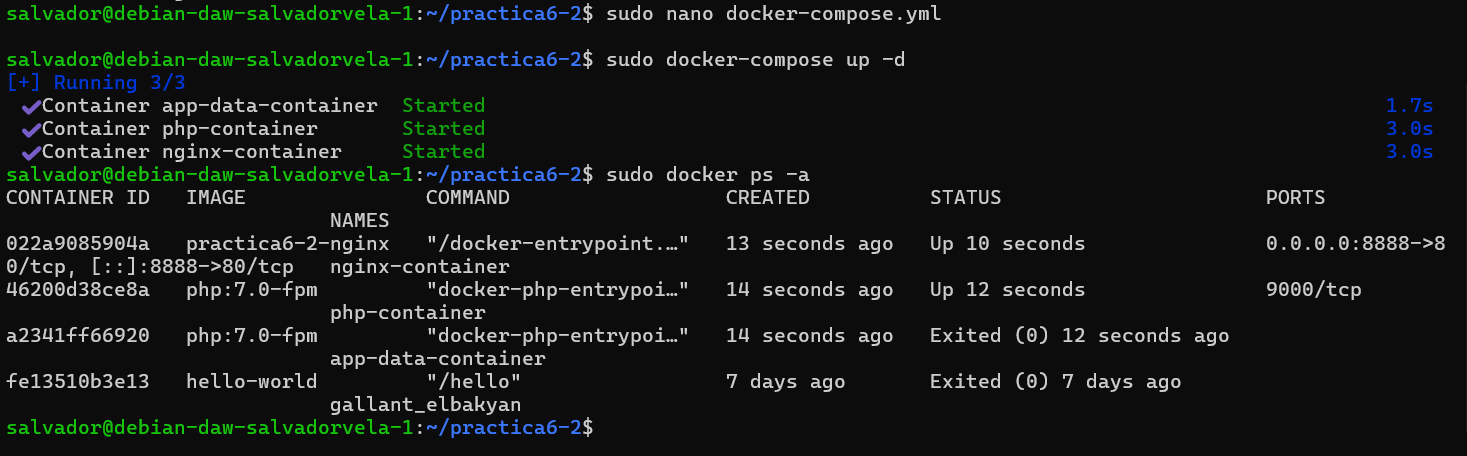 salvador@debian-daw-salvadorvela-1:~/practica6-2$ sudo nano docker-compose.yml
salvador@debian-daw-salvadorvela-1:~/practica6-2$ sudo docker-compose up -d
[+] Running 3/3
✔Container app-data-container Started 1.7s
✔Container php-container Started 3.0s
✔Container nginx-container Started 3.0s
salvador@debian-daw-salvadorvela-1:~/practica6-2$ sudo docker ps -a
CONTAINER ID IMAGE COMMAND CREATED STATUS PORTS
NAMES
022a9085904a practica6-2-nginx "/docker-entrypoint.…" 13 seconds ago Up 10 seconds 0.0.0.0:8888->8
0/tcp, [::]:8888->80/tcp nginx-container
46200d38ce8a php:7.0-fpm "docker-php-entrypoi…" 14 seconds ago Up 12 seconds 9000/tcp
php-container
a2341ff66920 php:7.0-fpm "docker-php-entrypoi…" 14 seconds ago Exited (0) 12 seconds ago
app-data-container
fe13510b3e13 hello-world "/hello" 7 days ago Exited (0) 7 days ago
gallant_elbakyan
salvador@debian-daw-salvadorvela-1:~/practica6-2$